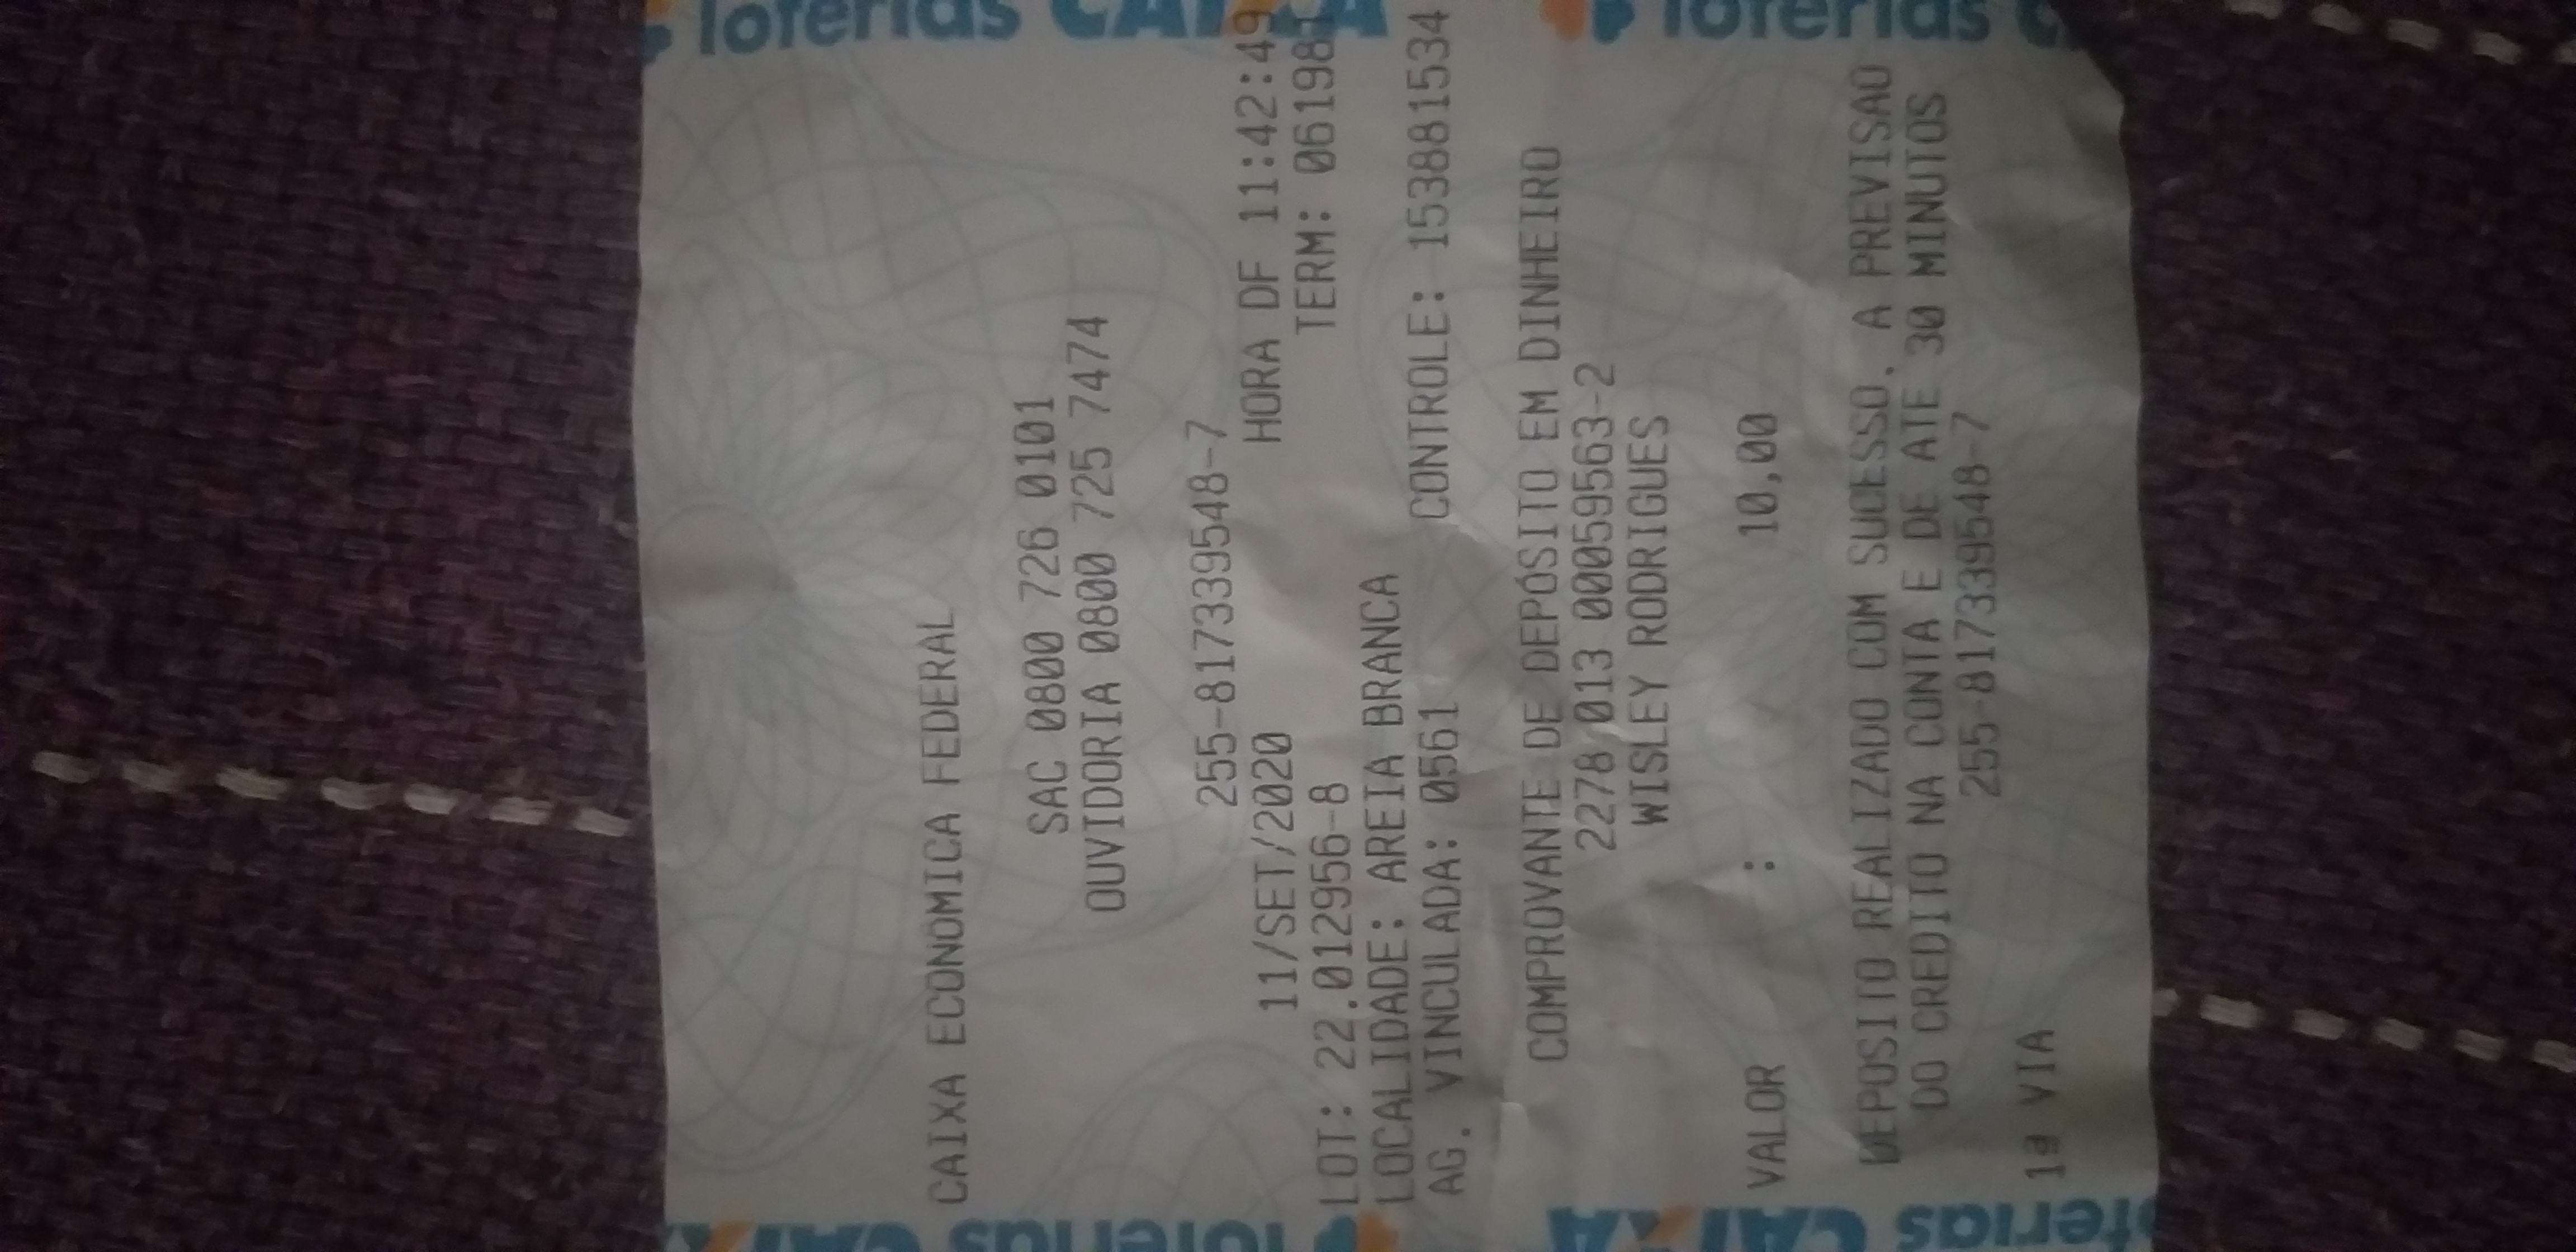 CAIXA ECONOMICA FEDERAL
SAC 0800 726 0101
OUVIDORIA 0800 725 7474
255-817339548-7
11/SET/2020 HORA DF 11:42:49
LOT: 22.012956-8 TERM: 061981
LOCALIDADE: AREIA BRANCA
AG. VINCULADA: 0561 CONTROLE: 153881534
COMPROVANTE DE DEPÓSITO EM DINHEIRO
2278 013 00059563-2
WISLEY RODRIGUES
VALOR : 10,00
DEPOSITO REALIZADO COM SUCESSO. A PREVISAO
DO CREDITO NA CONTA E DE ATE 30 MINUTOS
255-817339548-7
1ª VIA
loterias CAIXA
loterias
loterias CAIXA